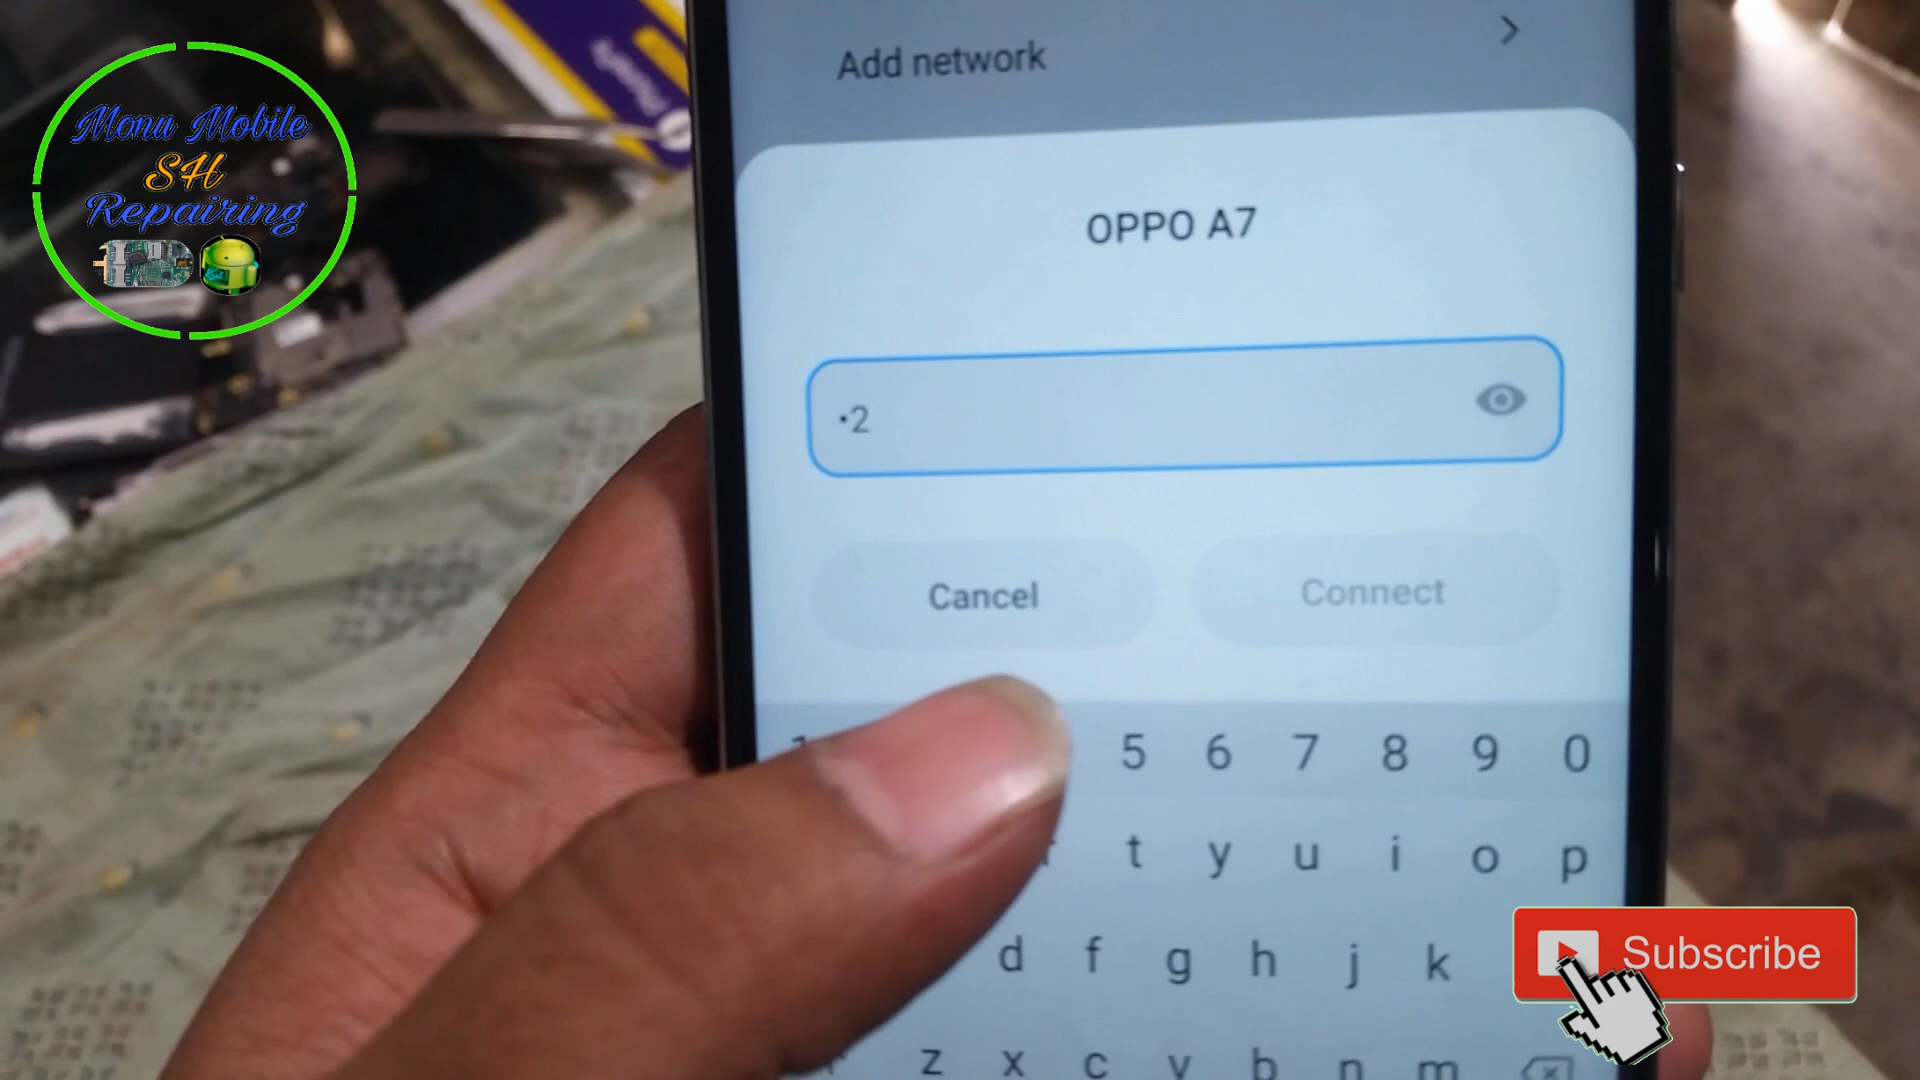 Monu Mobile
SH
Repairing
Add network
OPPO A7
•2
Cancel
Connect
5 6 7 8 9 0
t y u i o p
d f g h j k
z x c v b n m
Subscribe